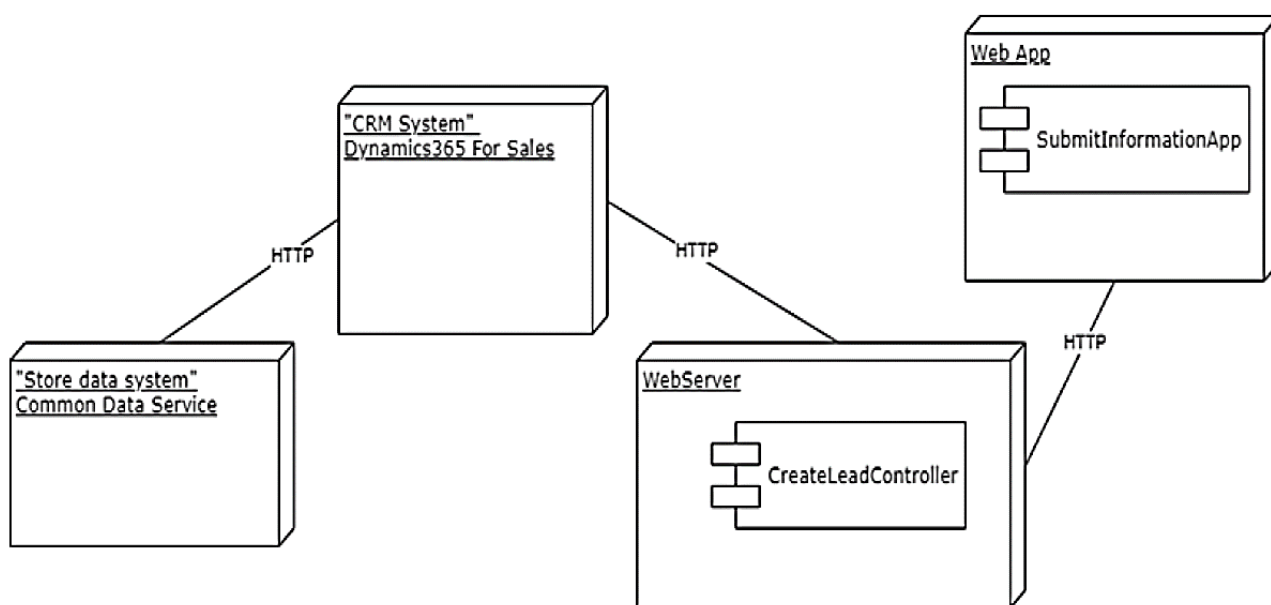 Web App
SubmitInformationApp
"CRM System"
Dynamics365 For Sales
HTTP
HTTP
HTTP
"Store data system"
Common Data Service
WebServer
CreateLeadController